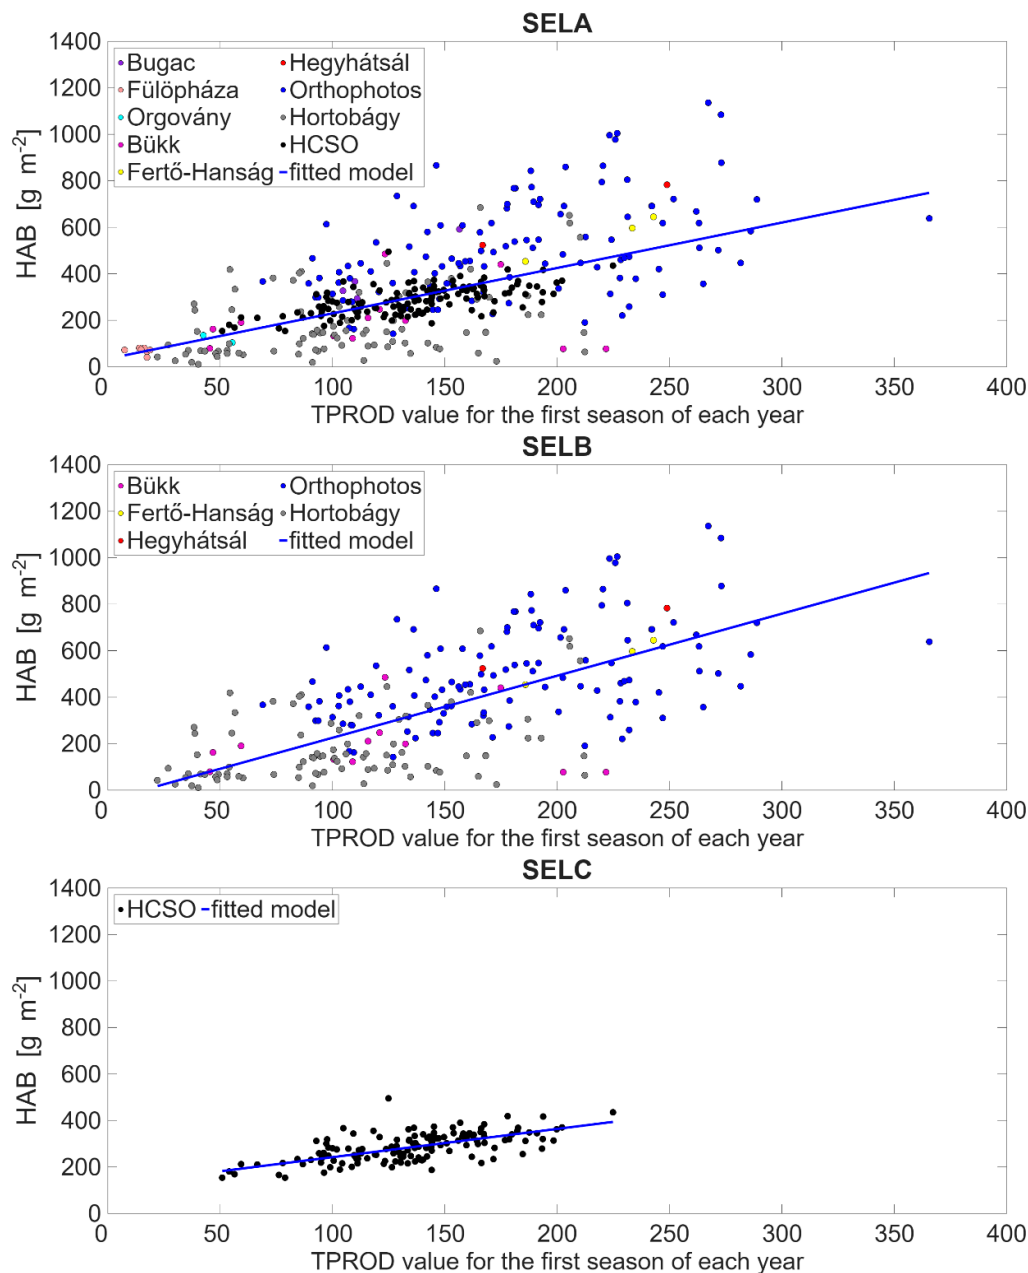 SELA
1400
1200
1000
800
600
400
200
0
HAB [g m-2]
Bugac
Fülöpháza
Orgovány
Bükk
Fertő-Hanság
Hegyhátsál
Orthophotos
Hortobágy
HCSO
fitted model
0 50 100 150 200 250 300 350 400
TPROD value for the first season of each year
SELB
1400
1200
1000
800
600
400
200
0
HAB [g m-2]
Bükk
Fertő-Hanság
Hegyhátsál
Orthophotos
Hortobágy
fitted model
0 50 100 150 200 250 300 350 400
TPROD value for the first season of each year
SELC
1400
1200
1000
800
600
400
200
0
HAB [g m-2]
HCSO fitted model
0 50 100 150 200 250 300 350 400
TPROD value for the first season of each year